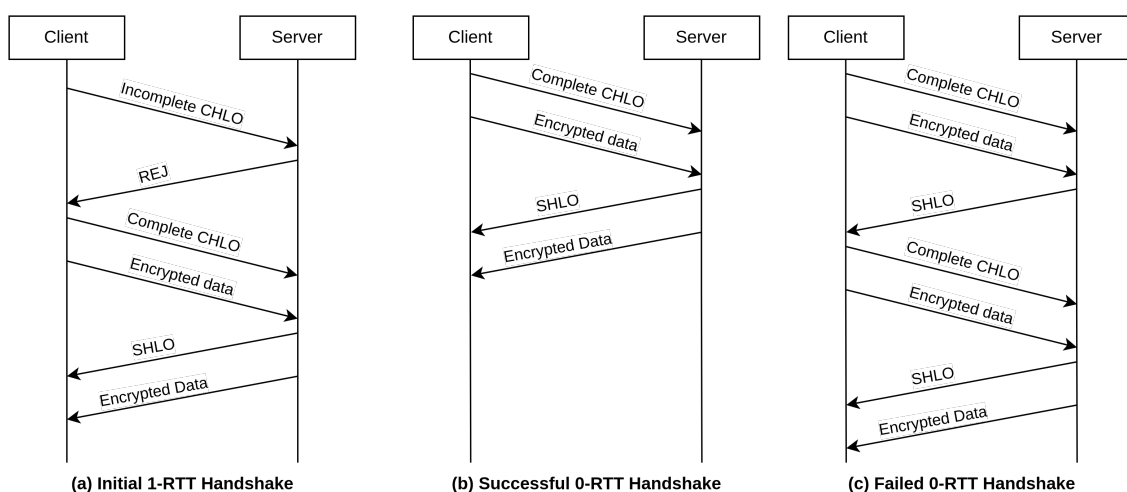 Client
Server
Incomplete CHLO
REJ
Complete CHLO
Encrypted data
SHLO
Encrypted Data
(a) Initial 1-RTT Handshake
Client
Server
Complete CHLO
Encrypted data
SHLO
Encrypted Data
(b) Successful 0-RTT Handshake
Client
Server
Complete CHLO
Encrypted data
SHLO
Complete CHLO
Encrypted data
SHLO
Encrypted Data
(c) Failed 0-RTT Handshake